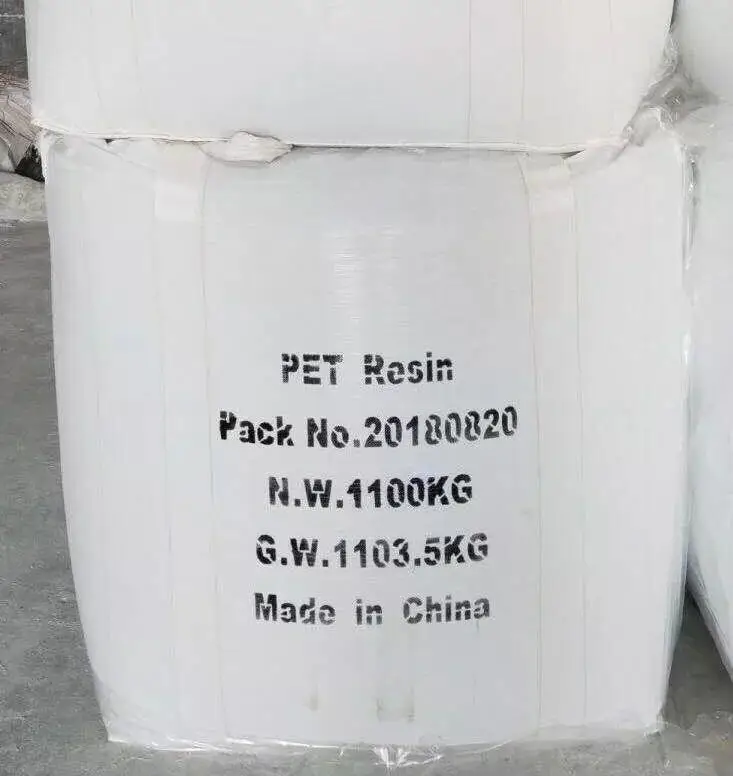 PET Resin
Pack No.20180820
N.W.1100KG
G.W.1103.5KG
Made in China